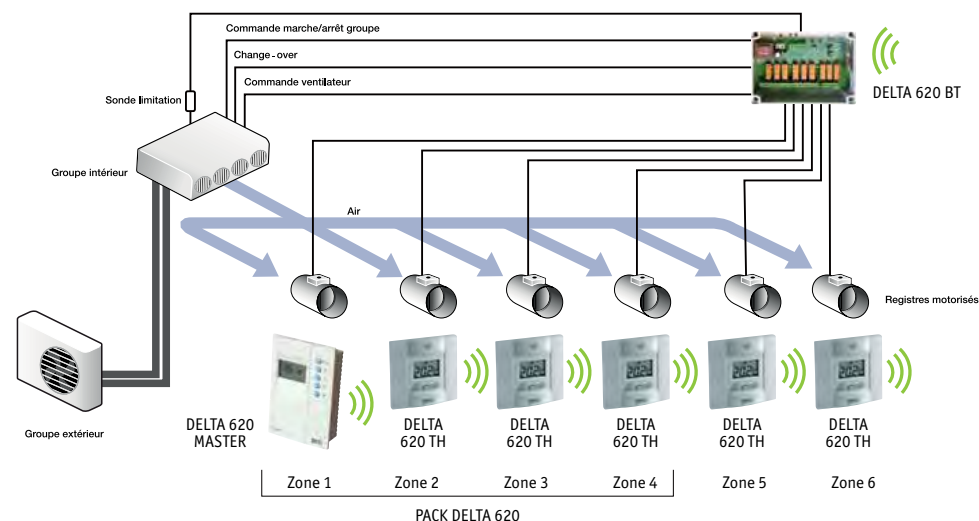 Commande marche/arrêt groupe
Change-over
Commande ventilateur
Sonde limitation
DELTA 620 BT
Groupe intérieur
Air
Registres motorisés
Groupe extérieur
DELTA 620
MASTER
DELTA
620 TH
DELTA
620 TH
DELTA
620 TH
DELTA
620 TH
DELTA
620 TH
Zone 1
Zone 2
Zone 3
Zone 4
Zone 5
Zone 6
PACK DELTA 620